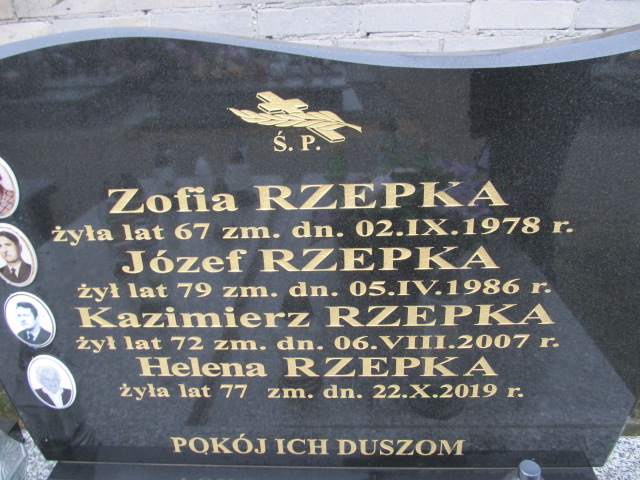 Ś. P.
Zofia RZEPKA
żyła lat 67 zm. dn. 02.IX.1978 r.
Józef RZEPKA
żył lat 79 zm. dn. 05.IV.1986 r.
Kazimierz RZEPKA
żył lat 72 zm. dn. 06.VIII.2007 r.
Helena RZEPKA
żyła lat 77 zm. dn. 22.X.2019 r.
POKÓJ ICH DUSZOM